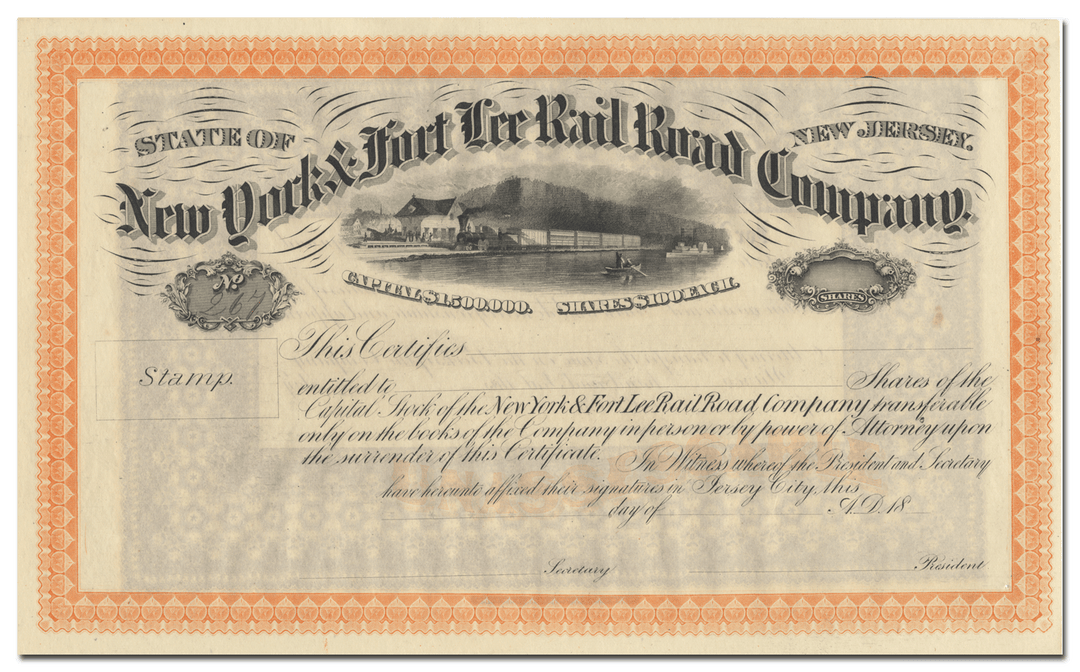 STATE OF
NEW JERSEY.
New York & Fort Lee Rail Road Company.
No
267
CAPITAL $1500,000. SHARES $100 EACH.
SHARES
This Certifies
Stamp.
entitled to Shares of the
Capital Stock of the New York & Fort Lee Rail Road Company transferable
only on the books of the Company in person or by power of Attorney upon
the surrender of this Certificate. In Witness whereof the President and Secretary
have hereunto affixed their signatures in Jersey City, this
day of A.D. 18
Secretary President